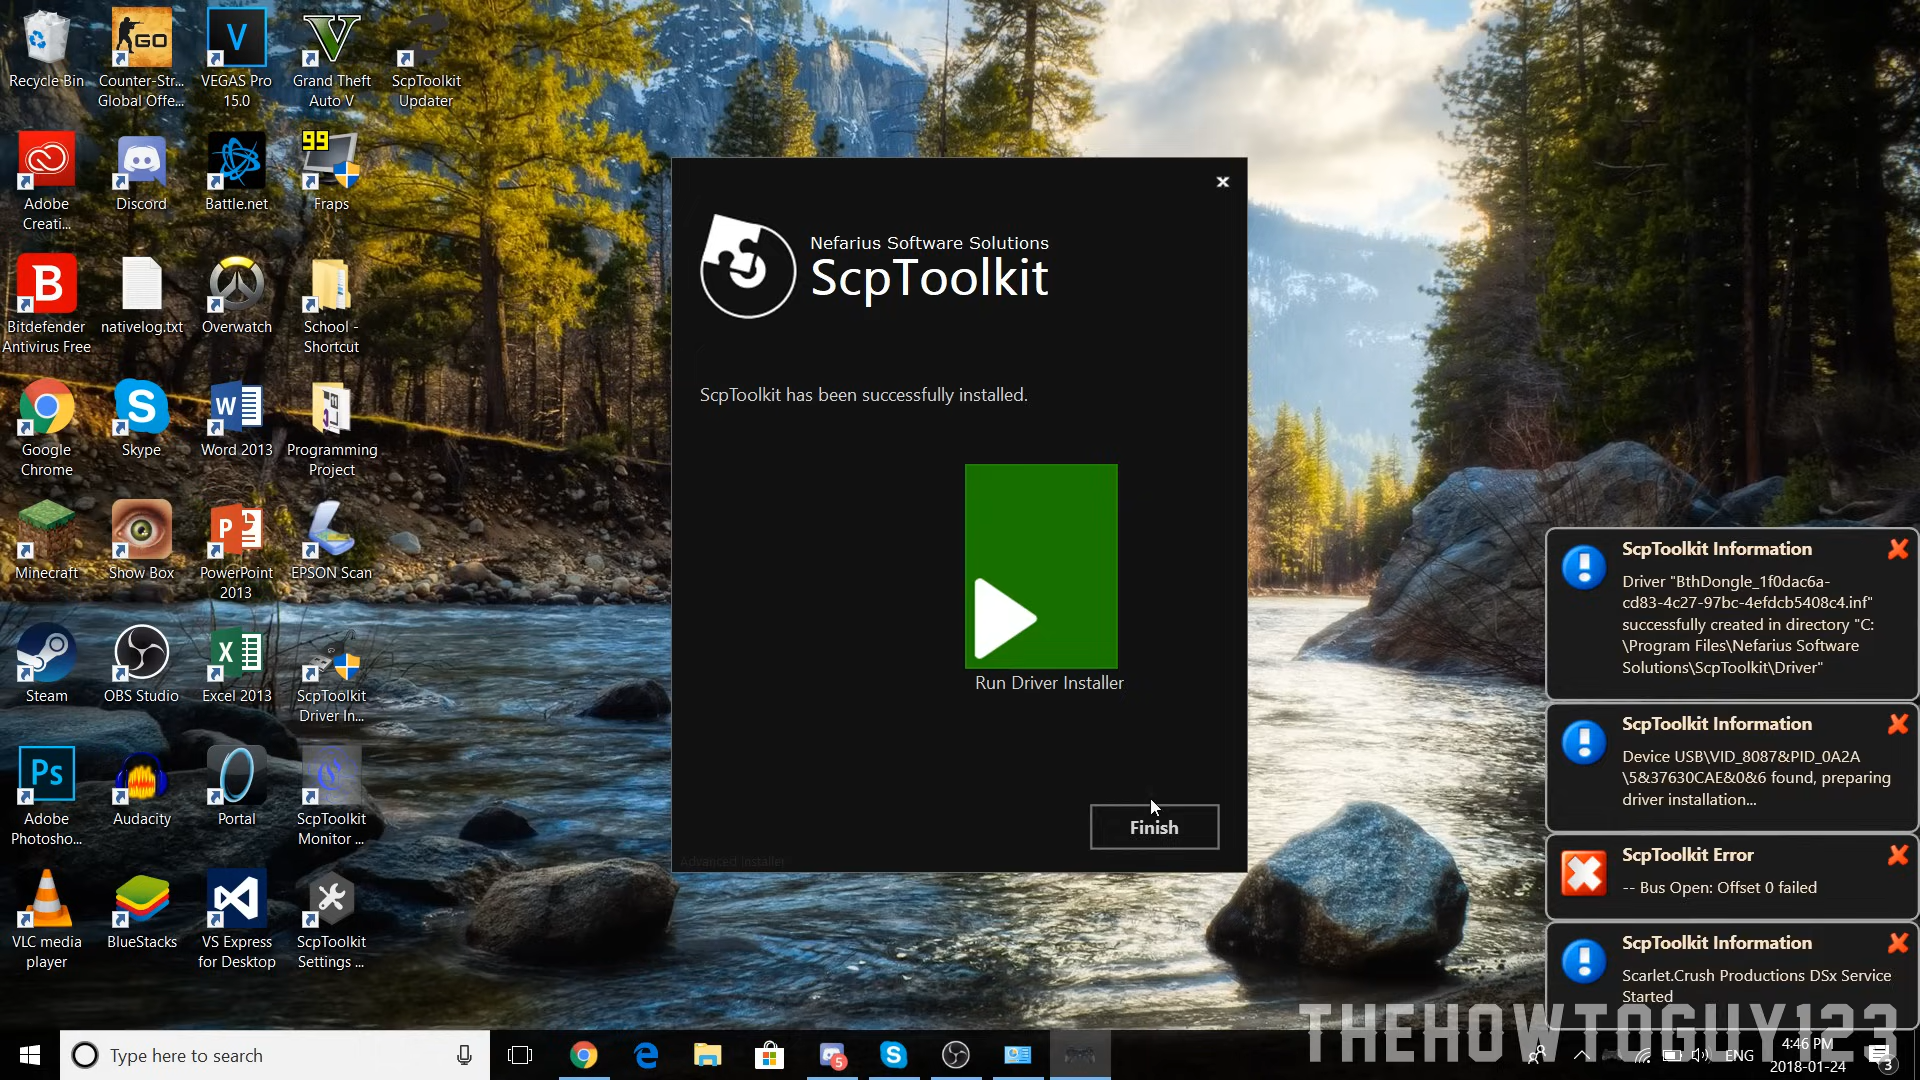 Recycle Bin
Counter-Str...
Global Offe...
VEGAS Pro
15.0
Grand Theft
Auto V
ScpToolkit
Updater
GO
V
V
Adobe
Creati...
Discord
Battle.net
99
Fraps
B
Bitdefender
Antivirus Free
nativelog.txt
Overwatch
School -
Shortcut
Google
Chrome
S
Skype
W
Word 2013
Programming
Project
Minecraft
Show Box
P
PowerPoint
2013
EPSON Scan
Steam
OBS Studio
X
Excel 2013
ScpToolkit
Driver In...
Ps
Adobe
Photosho...
Audacity
Portal
ScpToolkit
Monitor ...
VLC media
player
BlueStacks
VS Express
for Desktop
ScpToolkit
Settings ...
Nefarius Software Solutions
ScpToolkit
ScpToolkit has been successfully installed.
Run Driver Installer
Finish
Advanced Installer
ScpToolkit Information
Driver "BthDongle_1f0dac6a-
cd83-4c27-97bc-4efdcb5408c4.inf"
successfully created in directory "C:
\Program Files\Nefarius Software
Solutions\ScpToolkit\Driver"
ScpToolkit Information
Device USB\VID_8087&PID_0A2A
\5&37630CAE&0&6 found, preparing
driver installation...
ScpToolkit Error
-- Bus Open: Offset 0 failed
ScpToolkit Information
Scarlet.Crush Productions DSx Service
Started
THEHOWTOGUY123
Type here to search
5
S
ENG
4:46 PM
2018-01-24
3